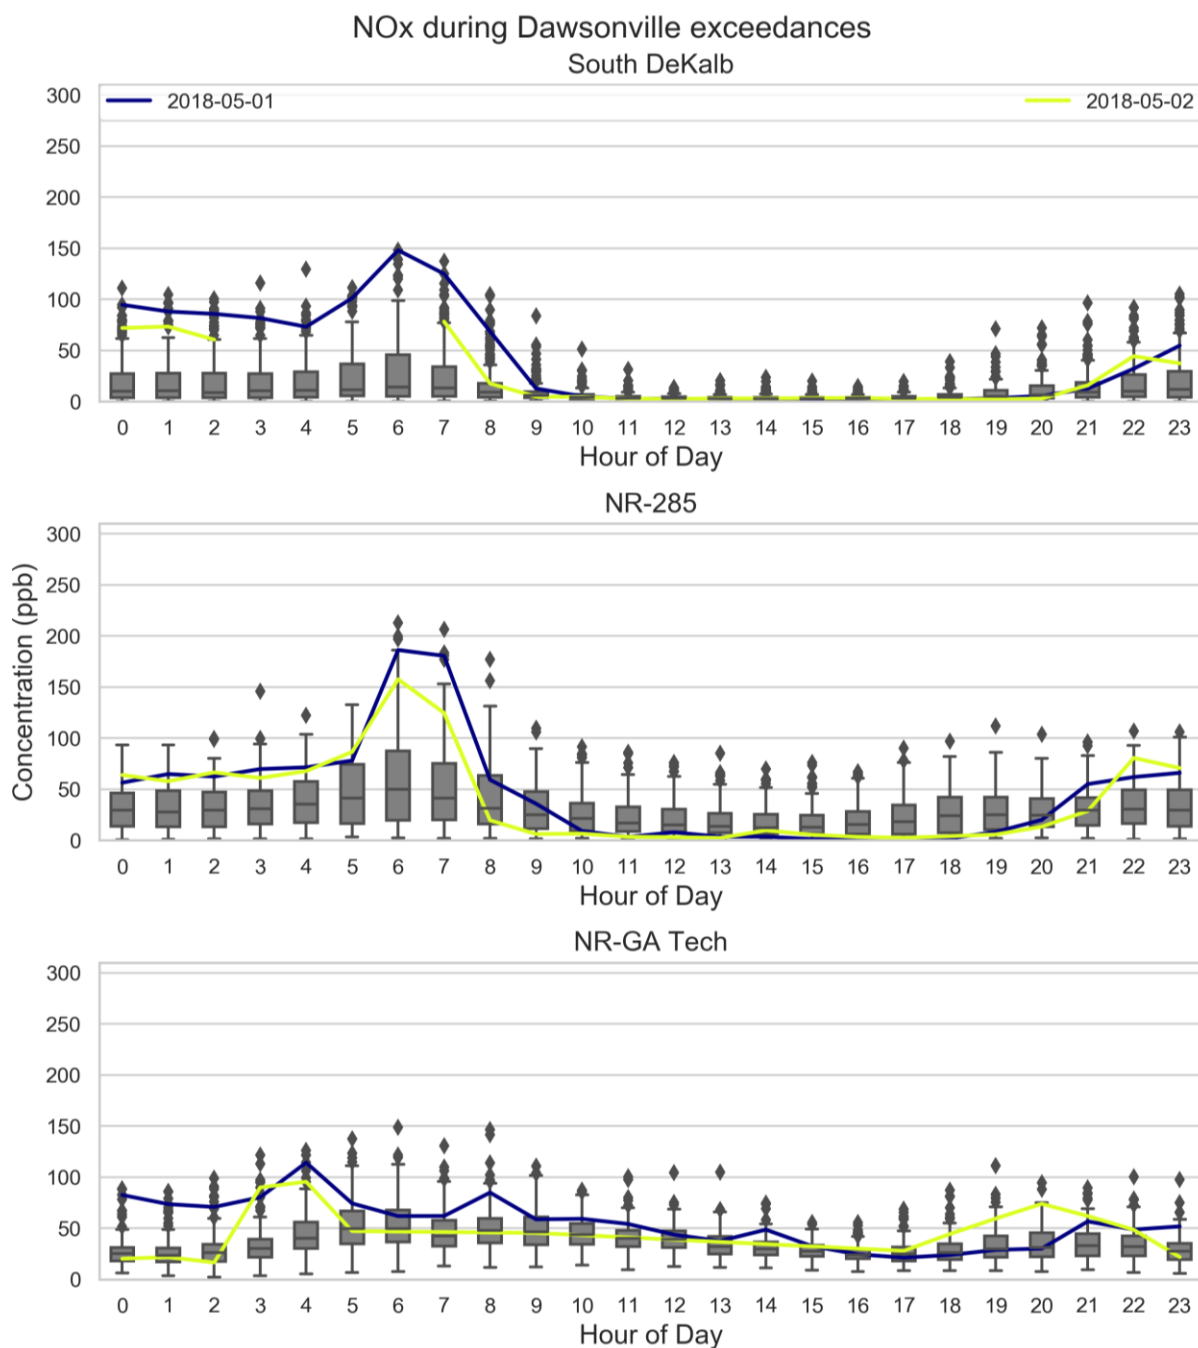 NOx during Dawsonville exceedances
South DeKalb
2018-05-01 2018-05-02
300
250
200
150
100
50
0
0 1 2 3 4 5 6 7 8 9 10 11 12 13 14 15 16 17 18 19 20 21 22 23
Hour of Day
NR-285
Concentration (ppb)
300
250
200
150
100
50
0
0 1 2 3 4 5 6 7 8 9 10 11 12 13 14 15 16 17 18 19 20 21 22 23
Hour of Day
NR-GA Tech
300
250
200
150
100
50
0
0 1 2 3 4 5 6 7 8 9 10 11 12 13 14 15 16 17 18 19 20 21 22 23
Hour of Day